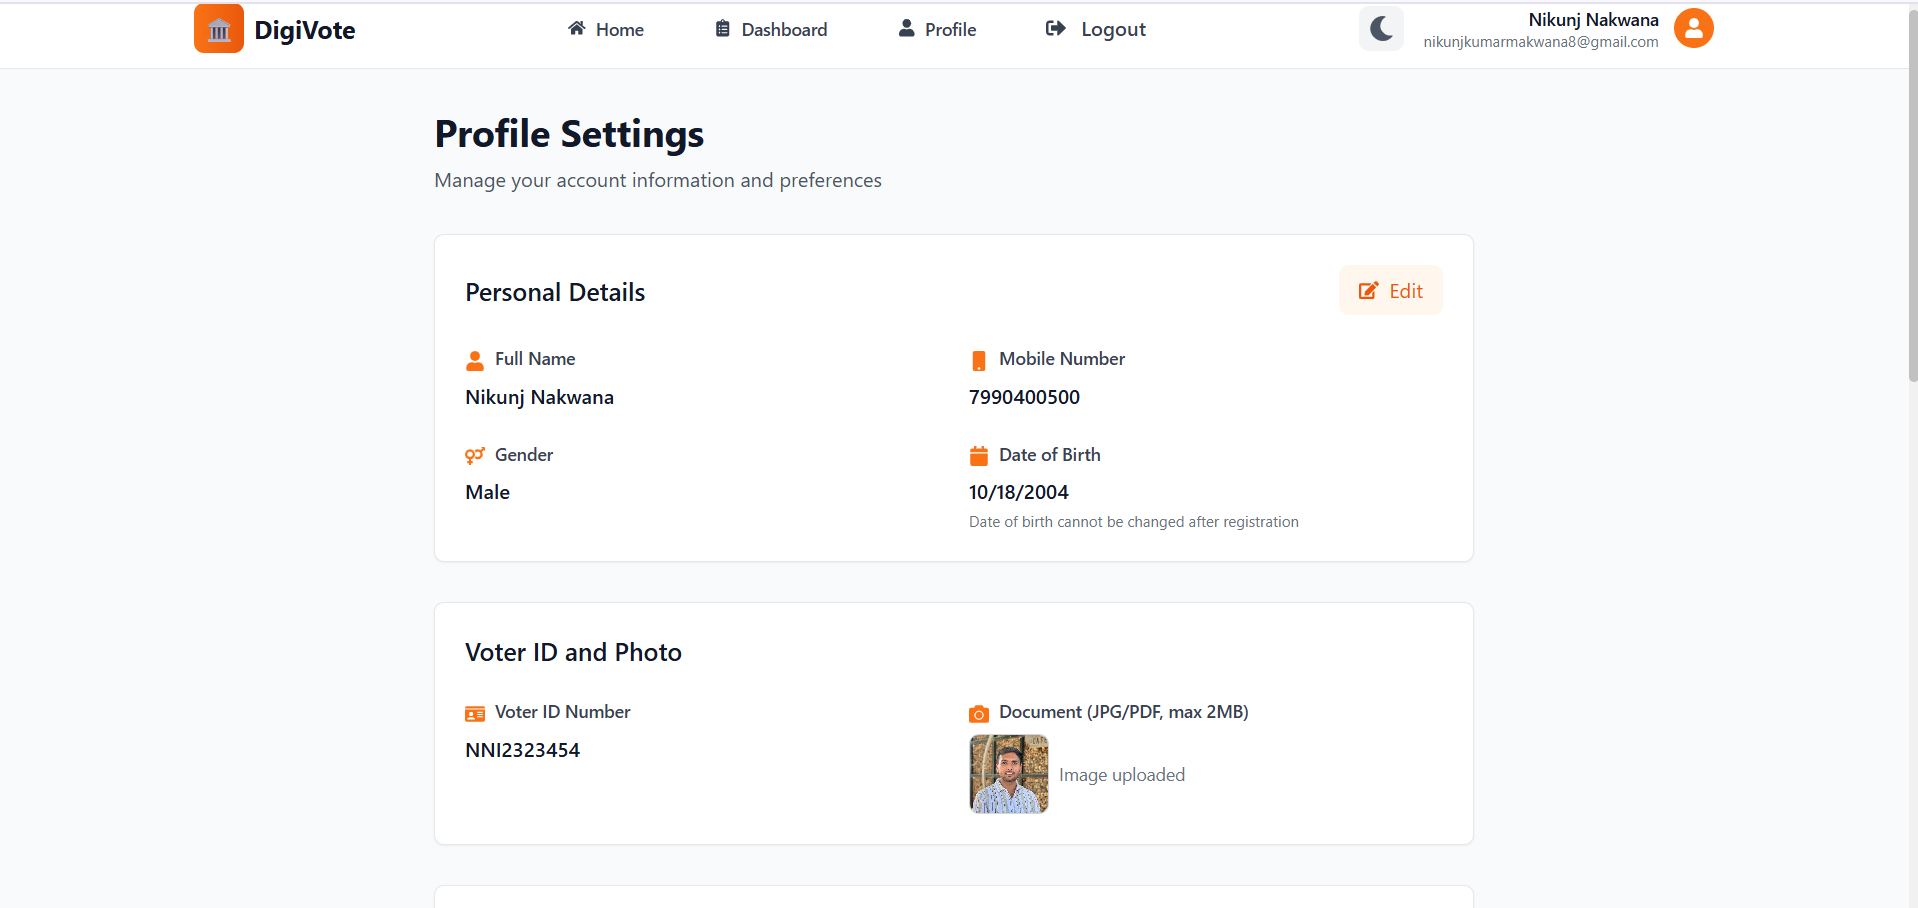 DigiVote
Home
Dashboard
Profile
Logout
Nikunj Nakwana
nikunjkumarmakwana8@gmail.com
Profile Settings
Manage your account information and preferences
Personal Details
Edit
Full Name
Nikunj Nakwana
Mobile Number
7990400500
Gender
Male
Date of Birth
10/18/2004
Date of birth cannot be changed after registration
Voter ID and Photo
Voter ID Number
NNI2323454
Document (JPG/PDF, max 2MB)
Image uploaded